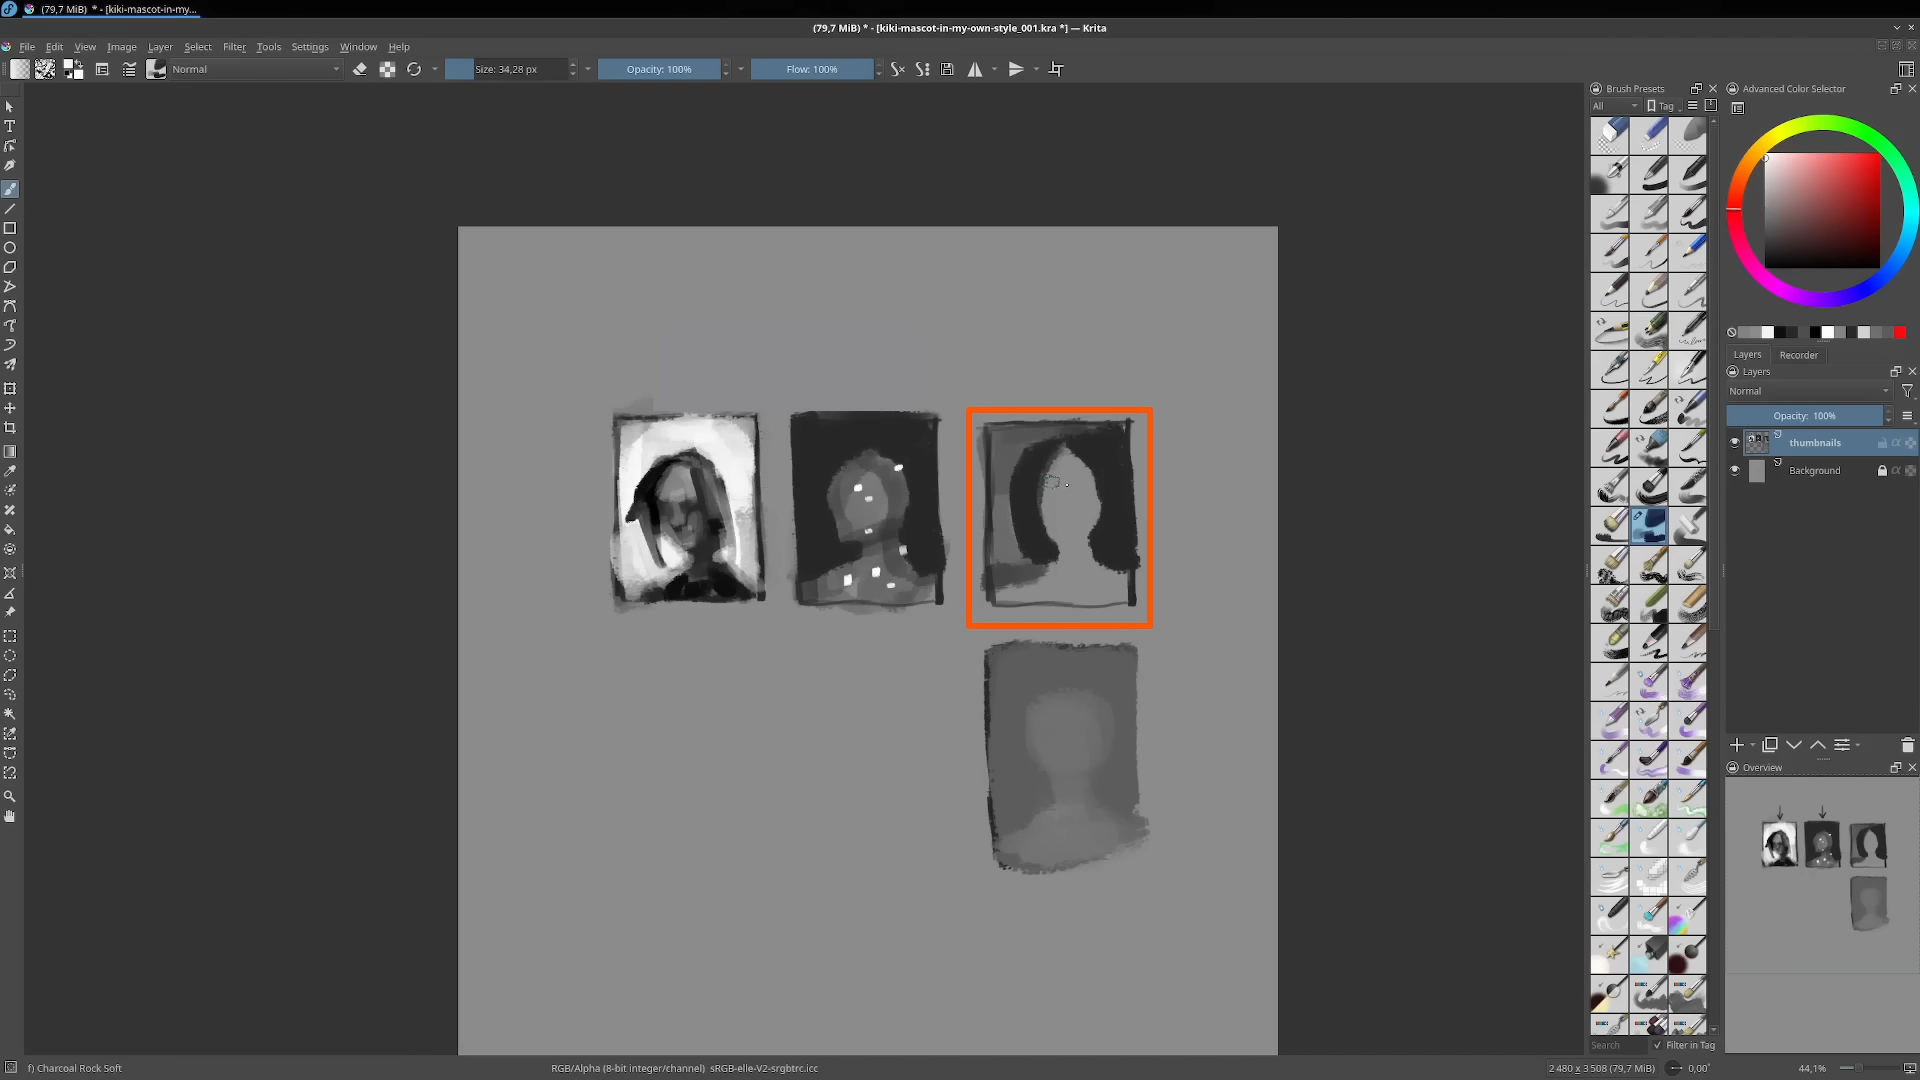 (79,7 MiB) * - [kiki-mascot-in-my...
(79,7 MiB) * - [kiki-mascot-in-my-own-style_001.kra *] — Krita
File Edit View Image Layer Select Filter Tools Settings Window Help
Normal
Size: 34,28 px
Opacity: 100%
Flow: 100%
Brush Presets
All
Tag
Advanced Color Selector
Layers Recorder
Layers
Normal
Opacity: 100%
thumbnails
Background
Overview
Search
Filter in Tag
f) Charcoal Rock Soft
RGB/Alpha (8-bit integer/channel) sRGB-elle-V2-srgbtrc.icc
2 480 x 3 508 (79,7 MiB)
0,00°
44,1%